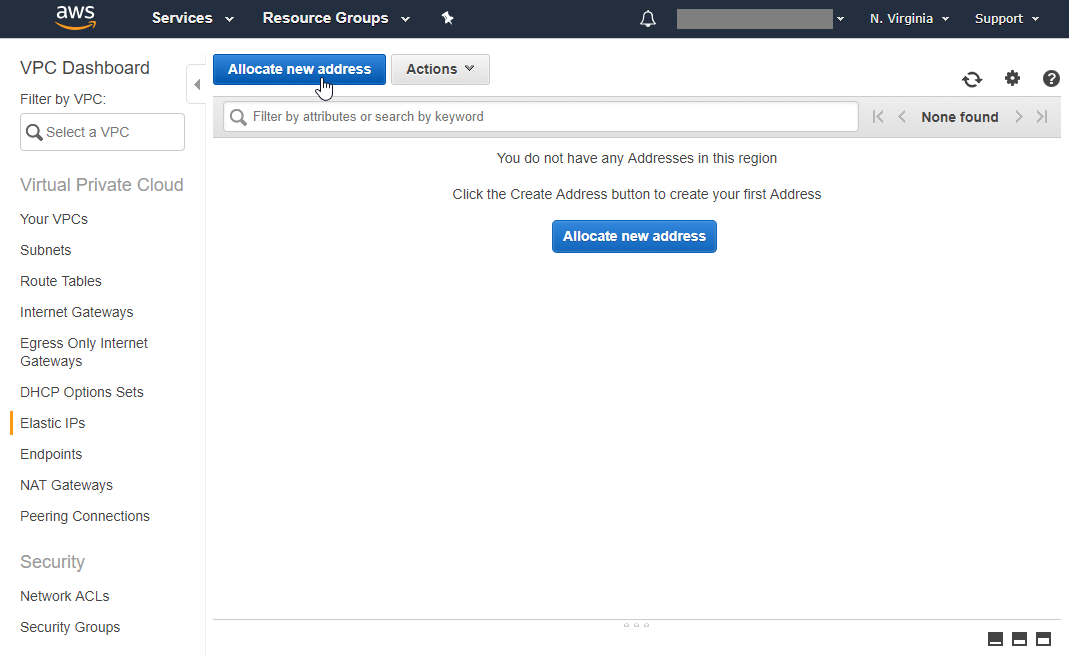 aws Services Resource Groups N. Virginia Support
VPC Dashboard
Filter by VPC:
Select a VPC
Virtual Private Cloud
Your VPCs
Subnets
Route Tables
Internet Gateways
Egress Only Internet
Gateways
DHCP Options Sets
Elastic IPs
Endpoints
NAT Gateways
Peering Connections
Security
Network ACLs
Security Groups
Allocate new address Actions
Filter by attributes or search by keyword None found
You do not have any Addresses in this region
Click the Create Address button to create your first Address
Allocate new address